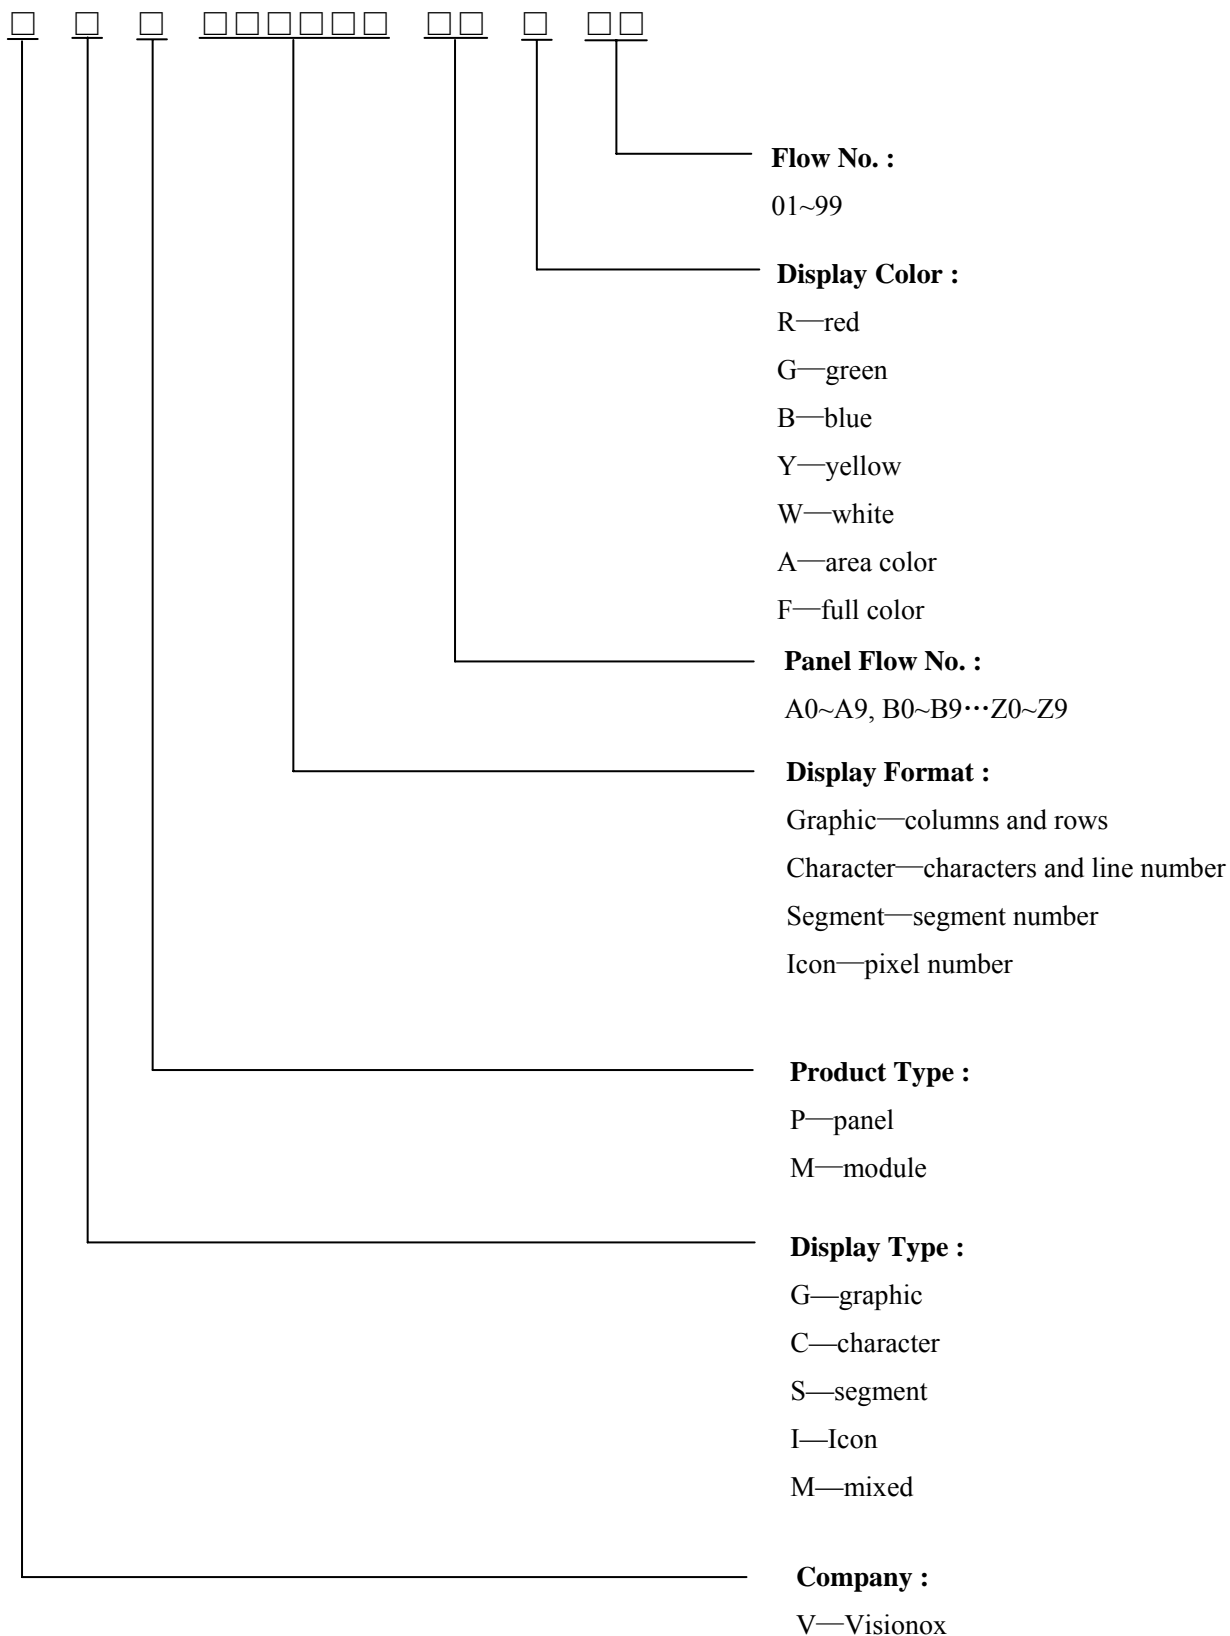 □ □ □ □□□□□□ □□ □ □□
Flow No. :
01~99
Display Color :
R—red
G—green
B—blue
Y—yellow
W—white
A—area color
F—full color
Panel Flow No. :
A0~A9, B0~B9⋯Z0~Z9
Display Format :
Graphic—columns and rows
Character—characters and line number
Segment—segment number
Icon—pixel number
Product Type :
P—panel
M—module
Display Type :
G—graphic
C—character
S—segment
I—Icon
M—mixed
Company :
V—Visionox